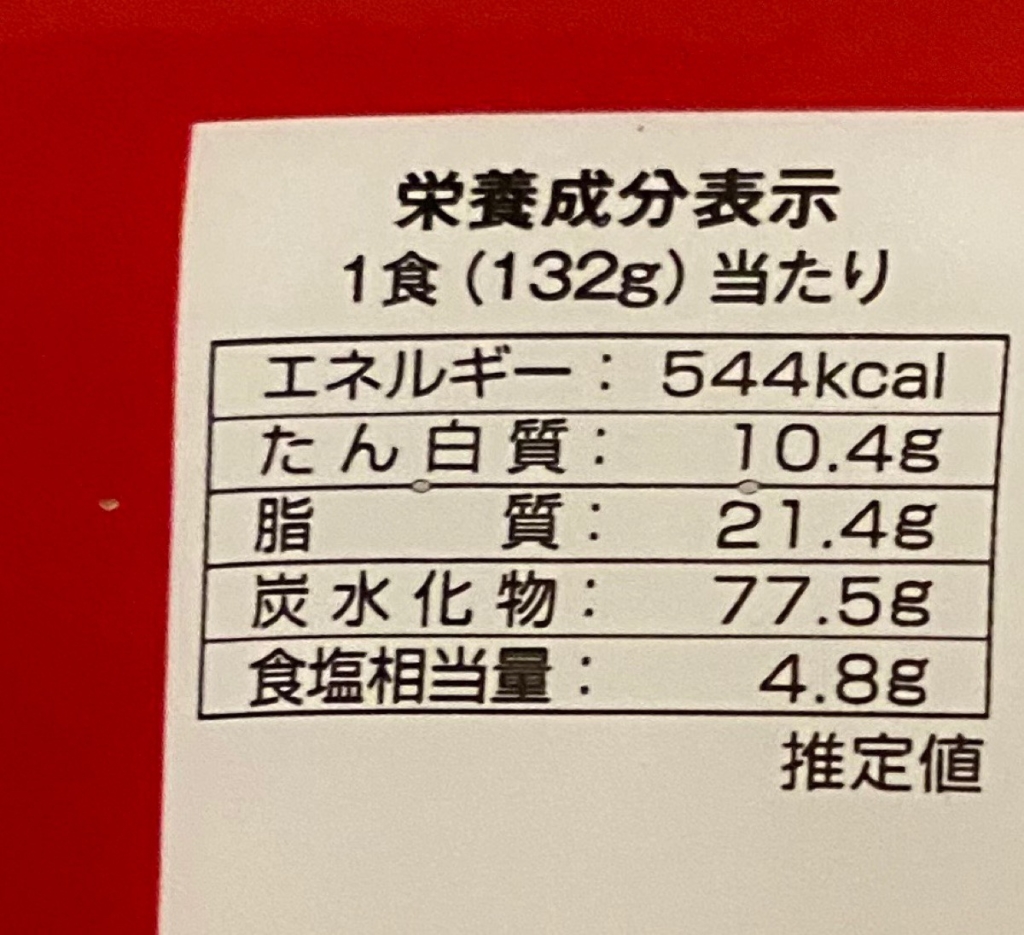 栄養成分表示
1食(132g)当たり
エネルギー: 544kcal
たん白質: 10.4g
脂質: 21.4g
炭水化物: 77.5g
食塩相当量: 4.8g
推定値